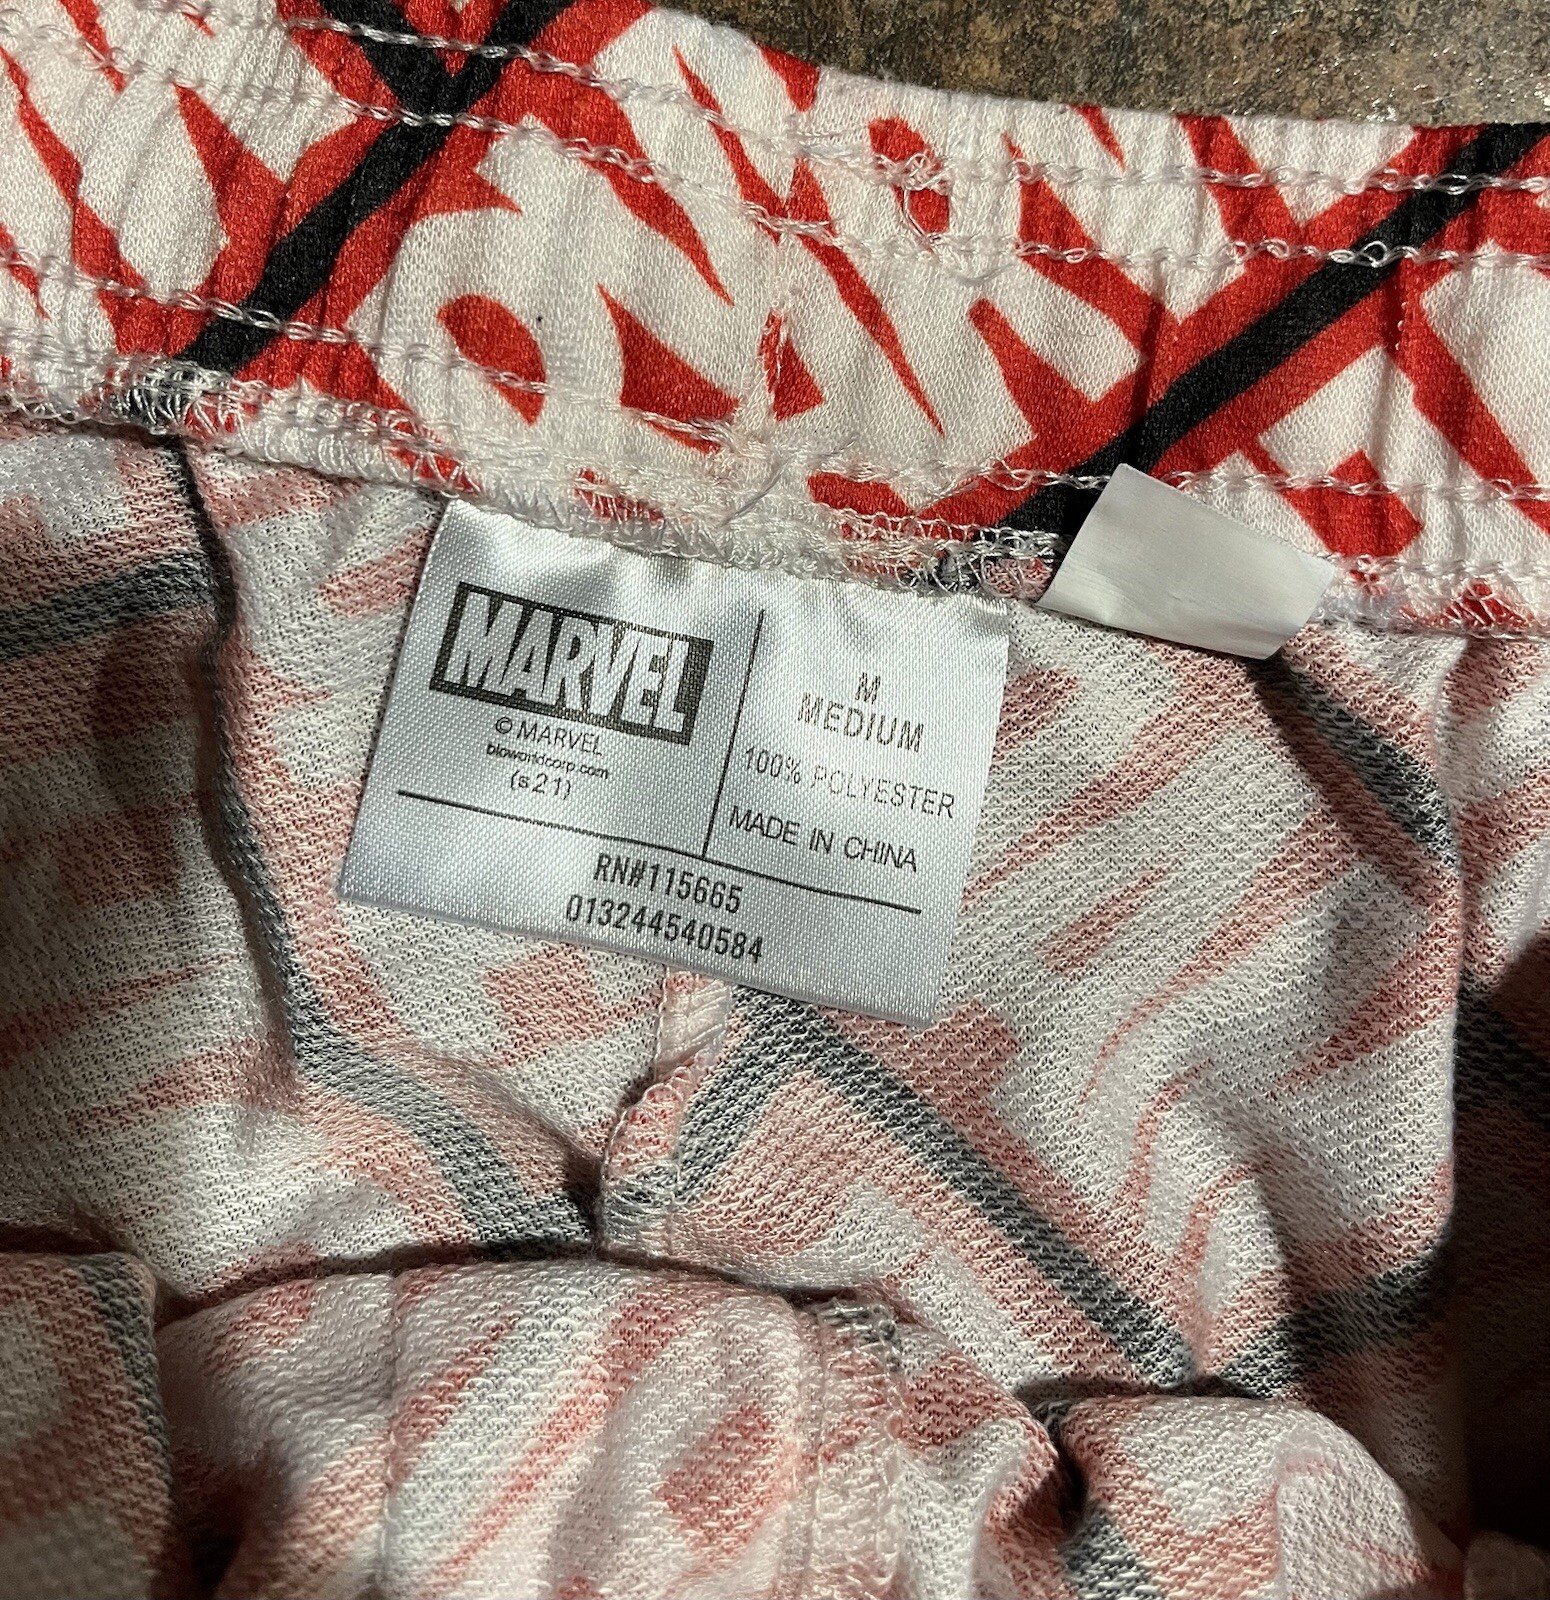 MARVEL
© MARVEL
bioworldcorp.com
(s21)
M
MEDIUM
100% POLYESTER
MADE IN CHINA
RN#115665
013244540584